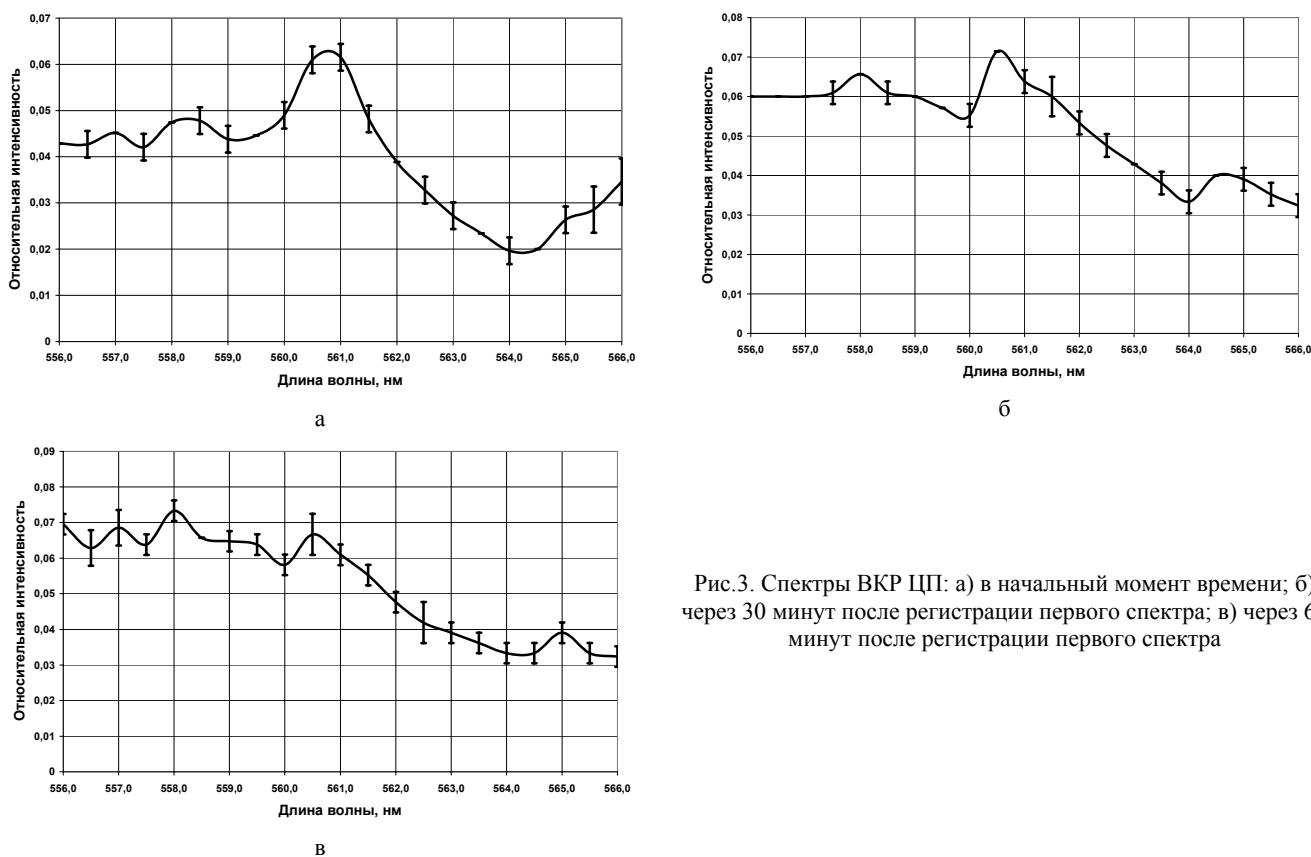 0,07
0,06
0,05
0,04
0,03
0,02
0,01
0
Относительная интенсивность
556,0 557,0 558,0 559,0 560,0 561,0 562,0 563,0 564,0 565,0 566,0
Длина волны, нм
а
0,08
0,07
0,06
0,05
0,04
0,03
0,02
0,01
0
Относительная интенсивность
556,0 557,0 558,0 559,0 560,0 561,0 562,0 563,0 564,0 565,0 566,0
Длина волны, нм
б
0,09
0,08
0,07
0,06
0,05
0,04
0,03
0,02
0,01
0
Относительная интенсивность
556,0 557,0 558,0 559,0 560,0 561,0 562,0 563,0 564,0 565,0 566,0
Длина волны, нм
в
Рис.3. Спектры ВКР ЦП: а) в начальный момент времени; б)
через 30 минут после регистрации первого спектра; в) через
минут после регистрации первого спектра